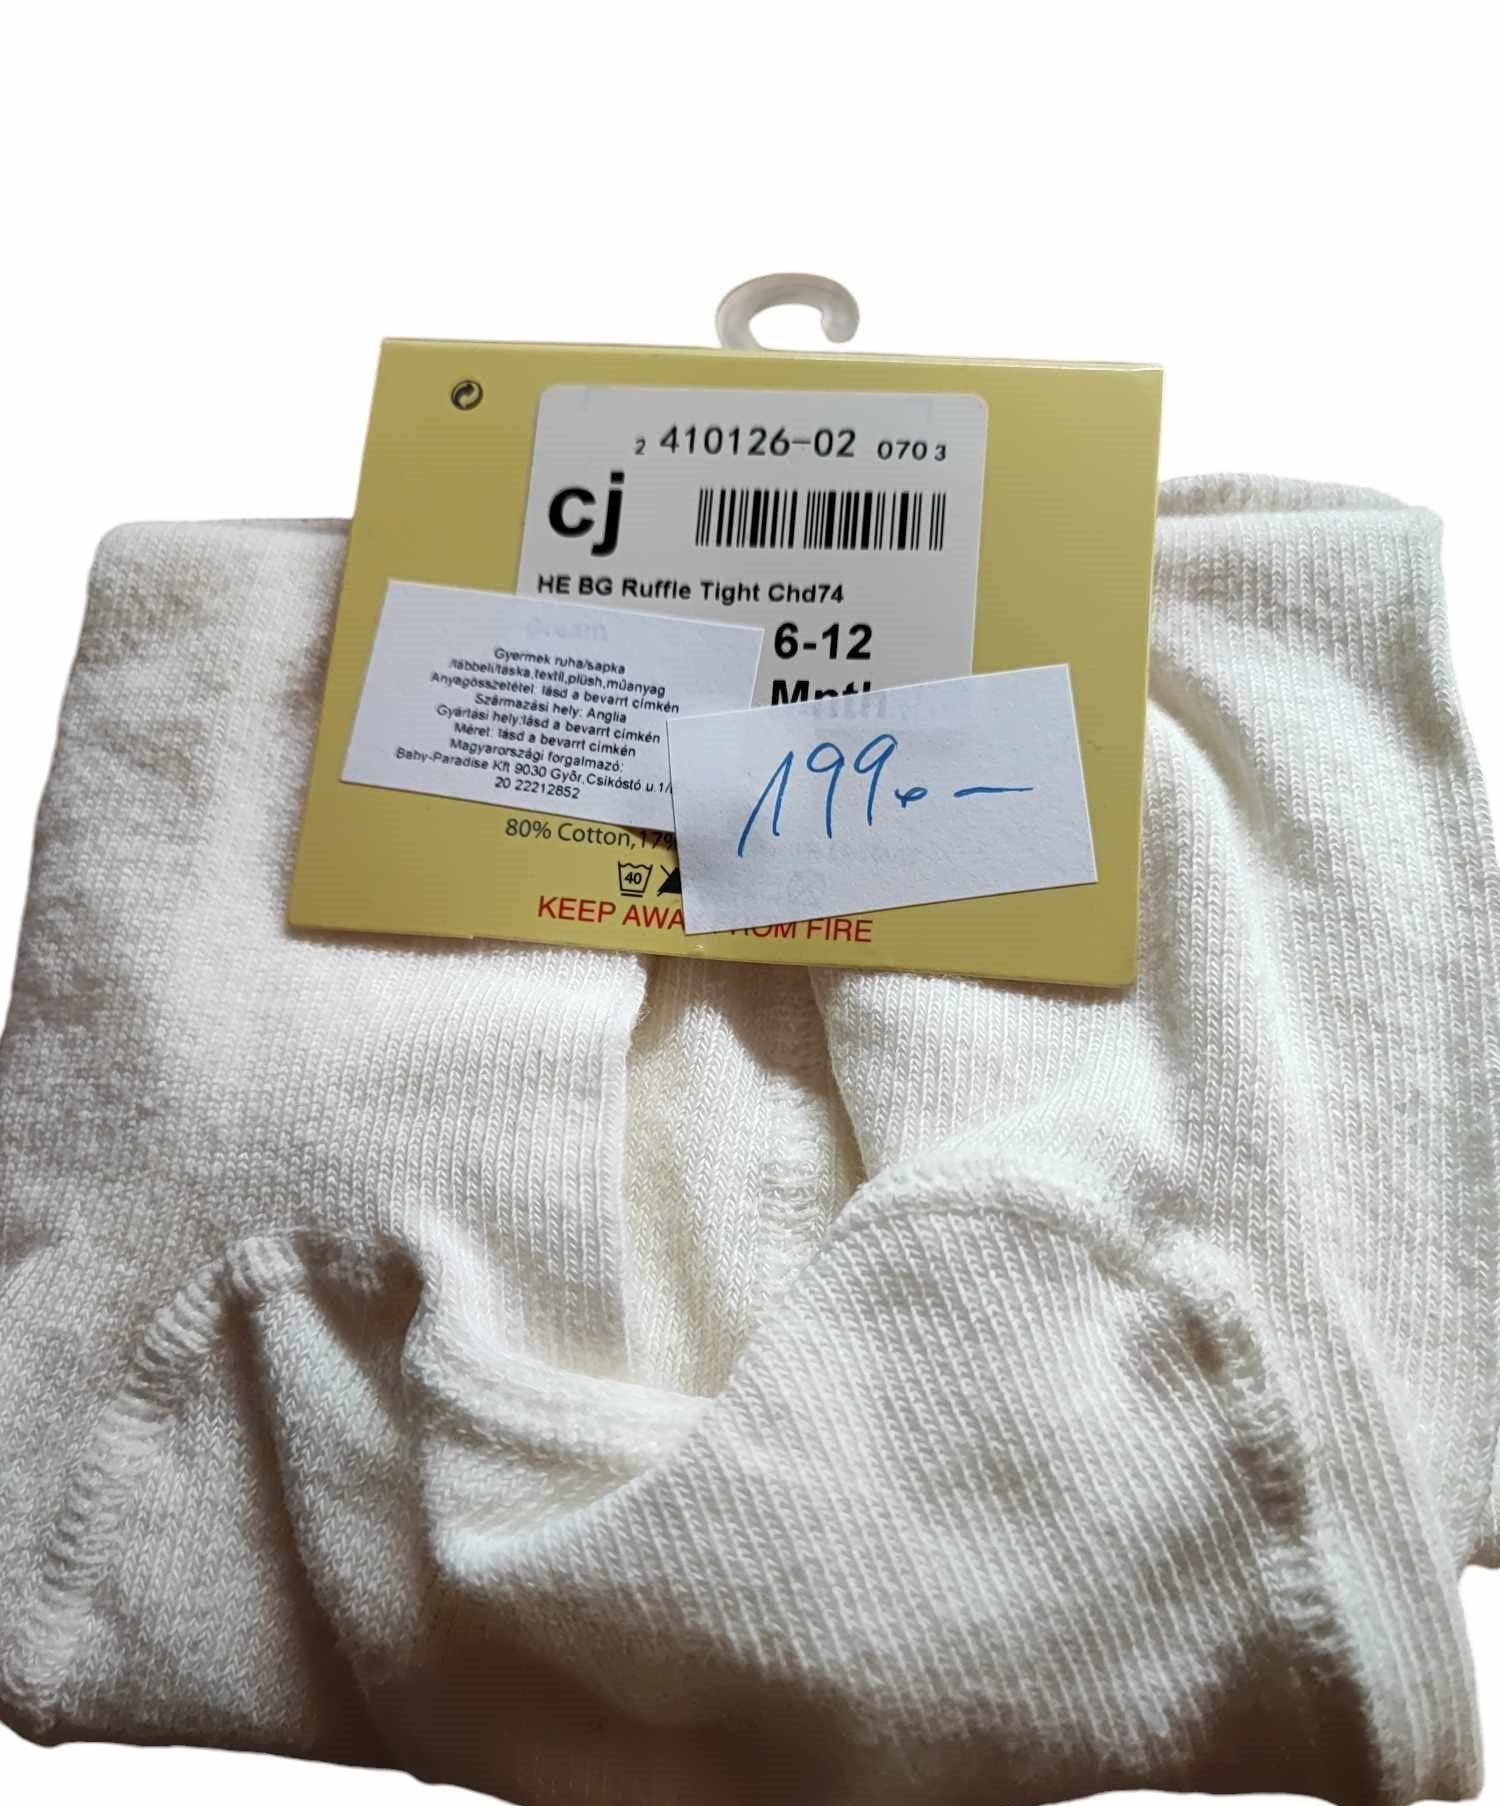 2 410126-02 0703
cj
HE BG Ruffle Tight Chd74
6-12
Mnth
dream
Gyermek ruha/sapka
/lábbeli/táska,textil,plüsh,műanyag
Anyagösszetétel: lásd a bevarrt címkén
Származási hely: Anglia
Gyártási hely:lásd a bevarrt címkén
Méret: lásd a bevarrt címkén
Magyarországi forgalmazó:
Baby-Paradise Kft 9030 Győr,Csikóstó u.1/
20 22212852
199.-
80% Cotton,17%
40
KEEP AWA FROM FIRE